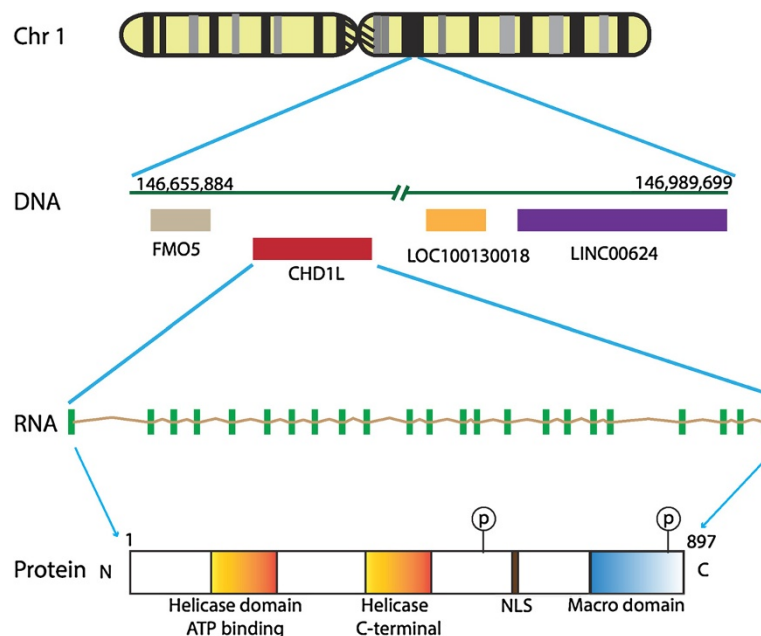 Chr 1
146,655,884
146,989,699
DNA
FMO5
LOC100130018
LINC00624
CHD1L
RNA
p
p
1
897
Protein
N
C
Helicase domain
ATP binding
Helicase
C-terminal
NLS
Macro domain